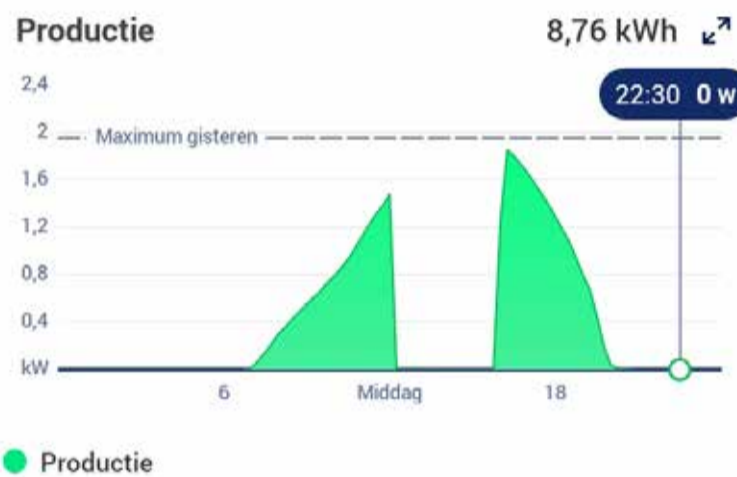 Productie 8,76 kWh
22:30 0 w
2,4
2
Maximum gisteren
1,6
1,2
0,8
0,4
kW
6 Middag 18
Productie